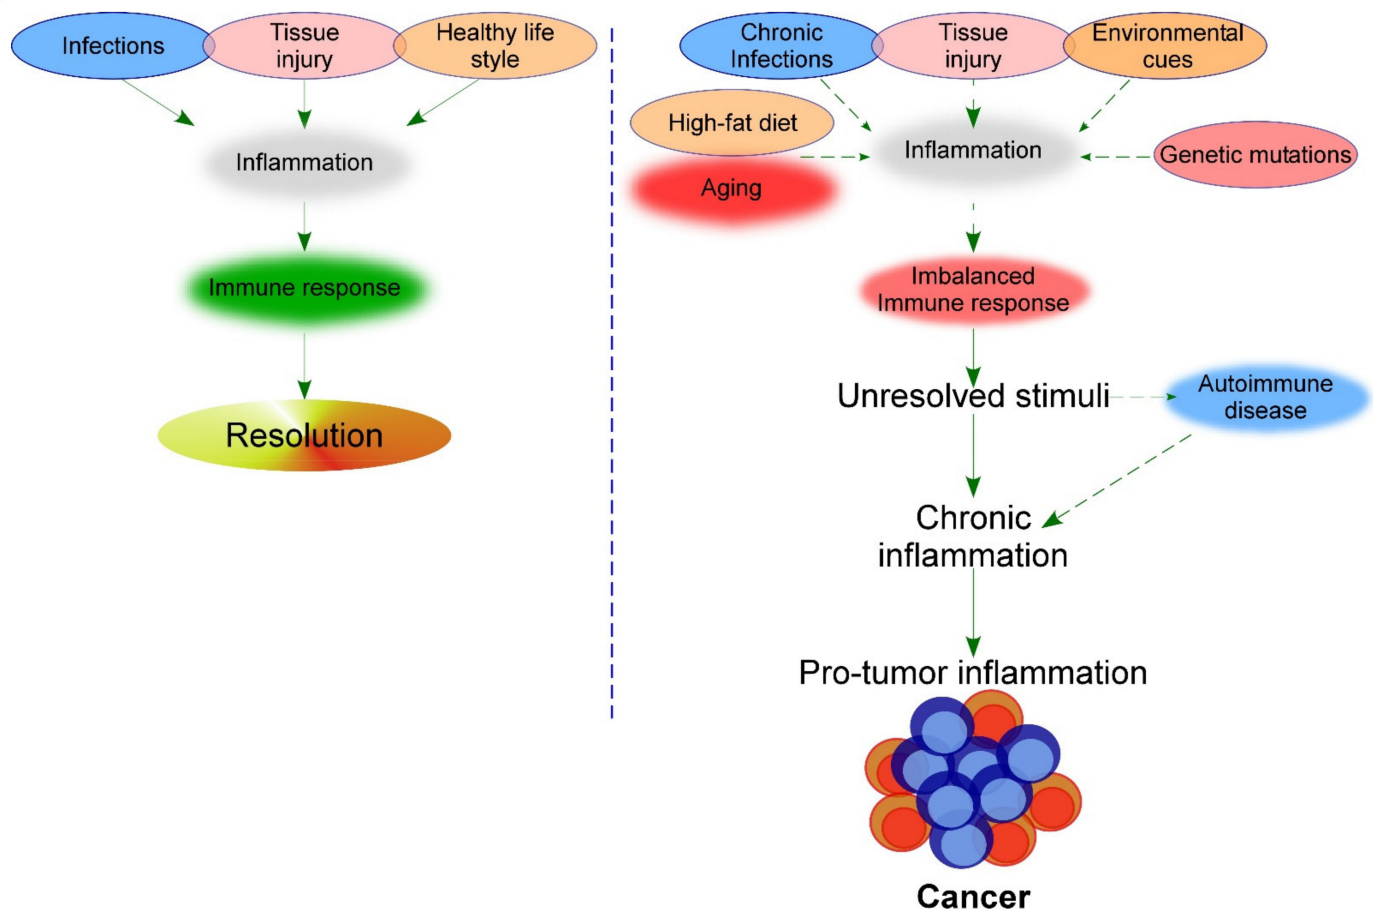 Infections
Tissue
injury
Healthy life
style
Inflammation
Immune response
Resolution
Chronic
Infections
Tissue
injury
Environmental
cues
High-fat diet
Aging
Inflammation
Genetic mutations
Imbalanced
Immune response
Unresolved stimuli
Autoimmune
disease
Chronic
inflammation
Pro-tumor inflammation
Cancer